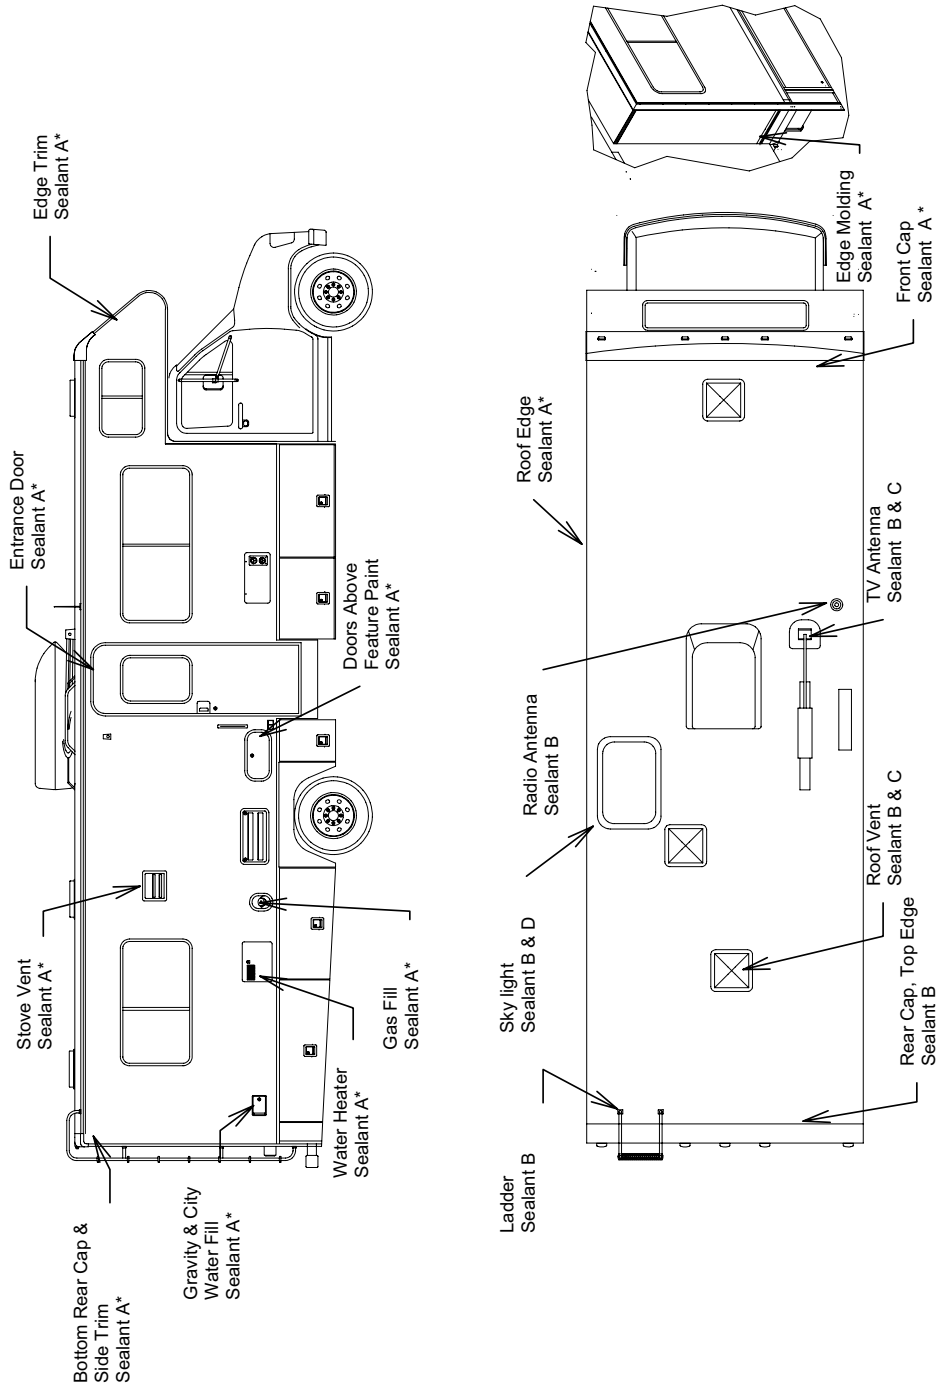 Edge Trim
Sealant A*
Entrance Door
Sealant A*
Stove Vent
Sealant A*
Bottom Rear Cap &
Side Trim
Sealant A*
Doors Above
Feature Paint
Sealant A*
Gas Fill
Sealant A*
Water Heater
Sealant A*
Gravity & City
Water Fill
Sealant A*
Roof Edge
Sealant A*
Radio Antenna
Sealant B
Sky light
Sealant B & D
Ladder
Sealant B
Edge Molding
Sealant A*
Front Cap
Sealant A *
TV Antenna
Sealant B & C
Roof Vent
Sealant B & C
Rear Cap, Top Edge
Sealant B